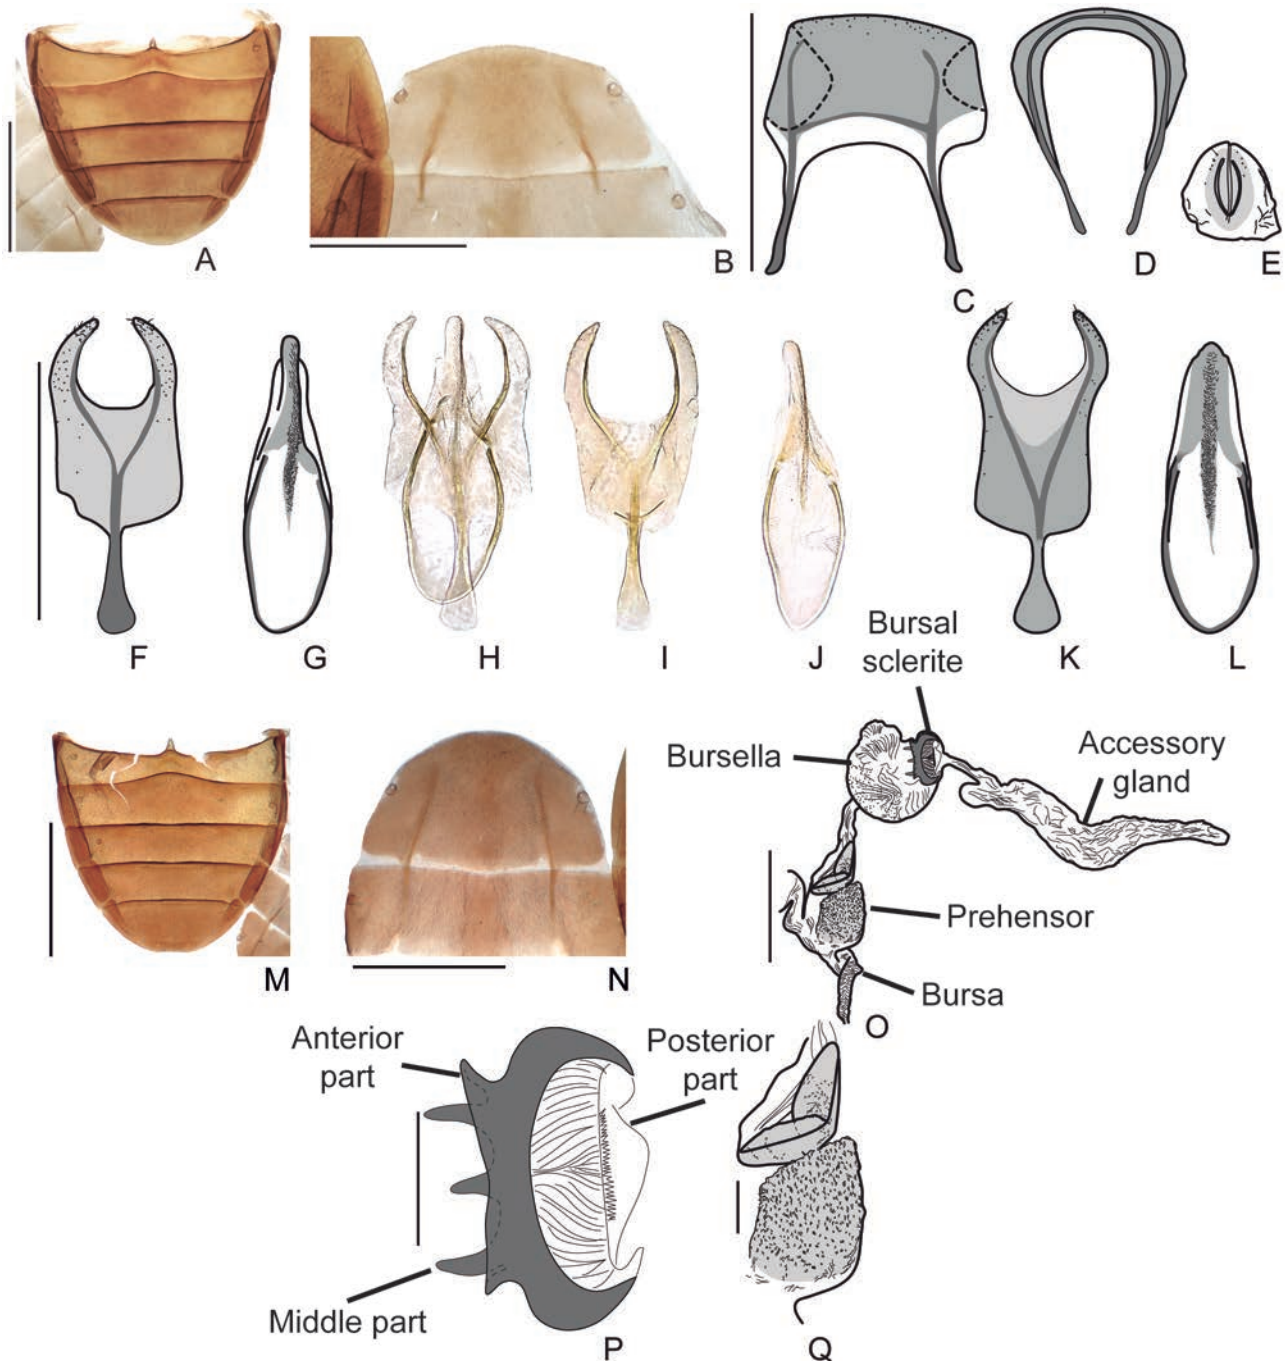 A
B
C
D
E
F
G
H
I
J
K
L
Bursal
sclerite
Bursella
Accessory
gland
Prehensor
Bursa
M
N
O
Anterior
part
Posterior
part
Middle part
P
Q